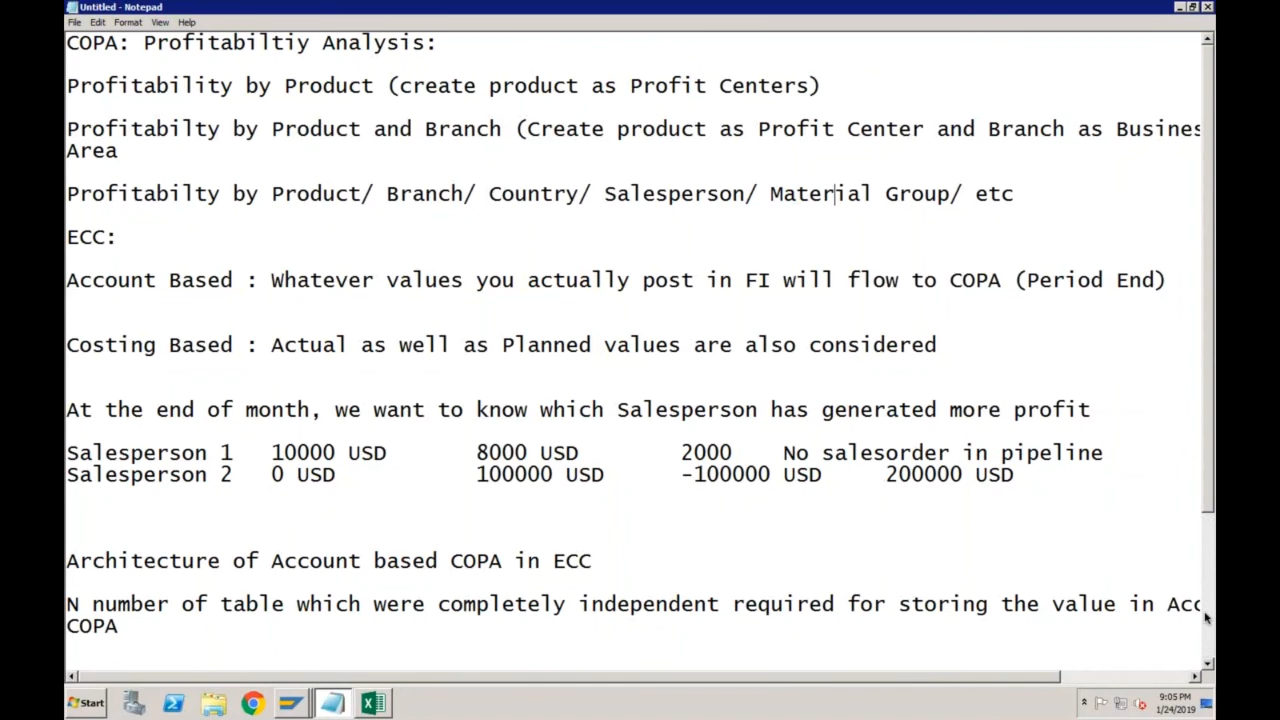 Untitled - Notepad
File Edit Format View Help
COPA: Profitabiltiy Analysis:
Profitability by Product (create product as Profit Centers)
Profitabilty by Product and Branch (Create product as Profit Center and Branch as Busines
Area
Profitabilty by Product/ Branch/ Country/ Salesperson/ Material Group/ etc
ECC:
Account Based : Whatever values you actually post in FI will flow to COPA (Period End)
Costing Based : Actual as well as Planned values are also considered
At the end of month, we want to know which Salesperson has generated more profit
Salesperson 1 10000 USD 8000 USD 2000 No salesorder in pipeline
Salesperson 2 0 USD 100000 USD -100000 USD 200000 USD
Architecture of Account based COPA in ECC
N number of table which were completely independent required for storing the value in Acc
COPA
Start
9:05 PM
1/24/2019